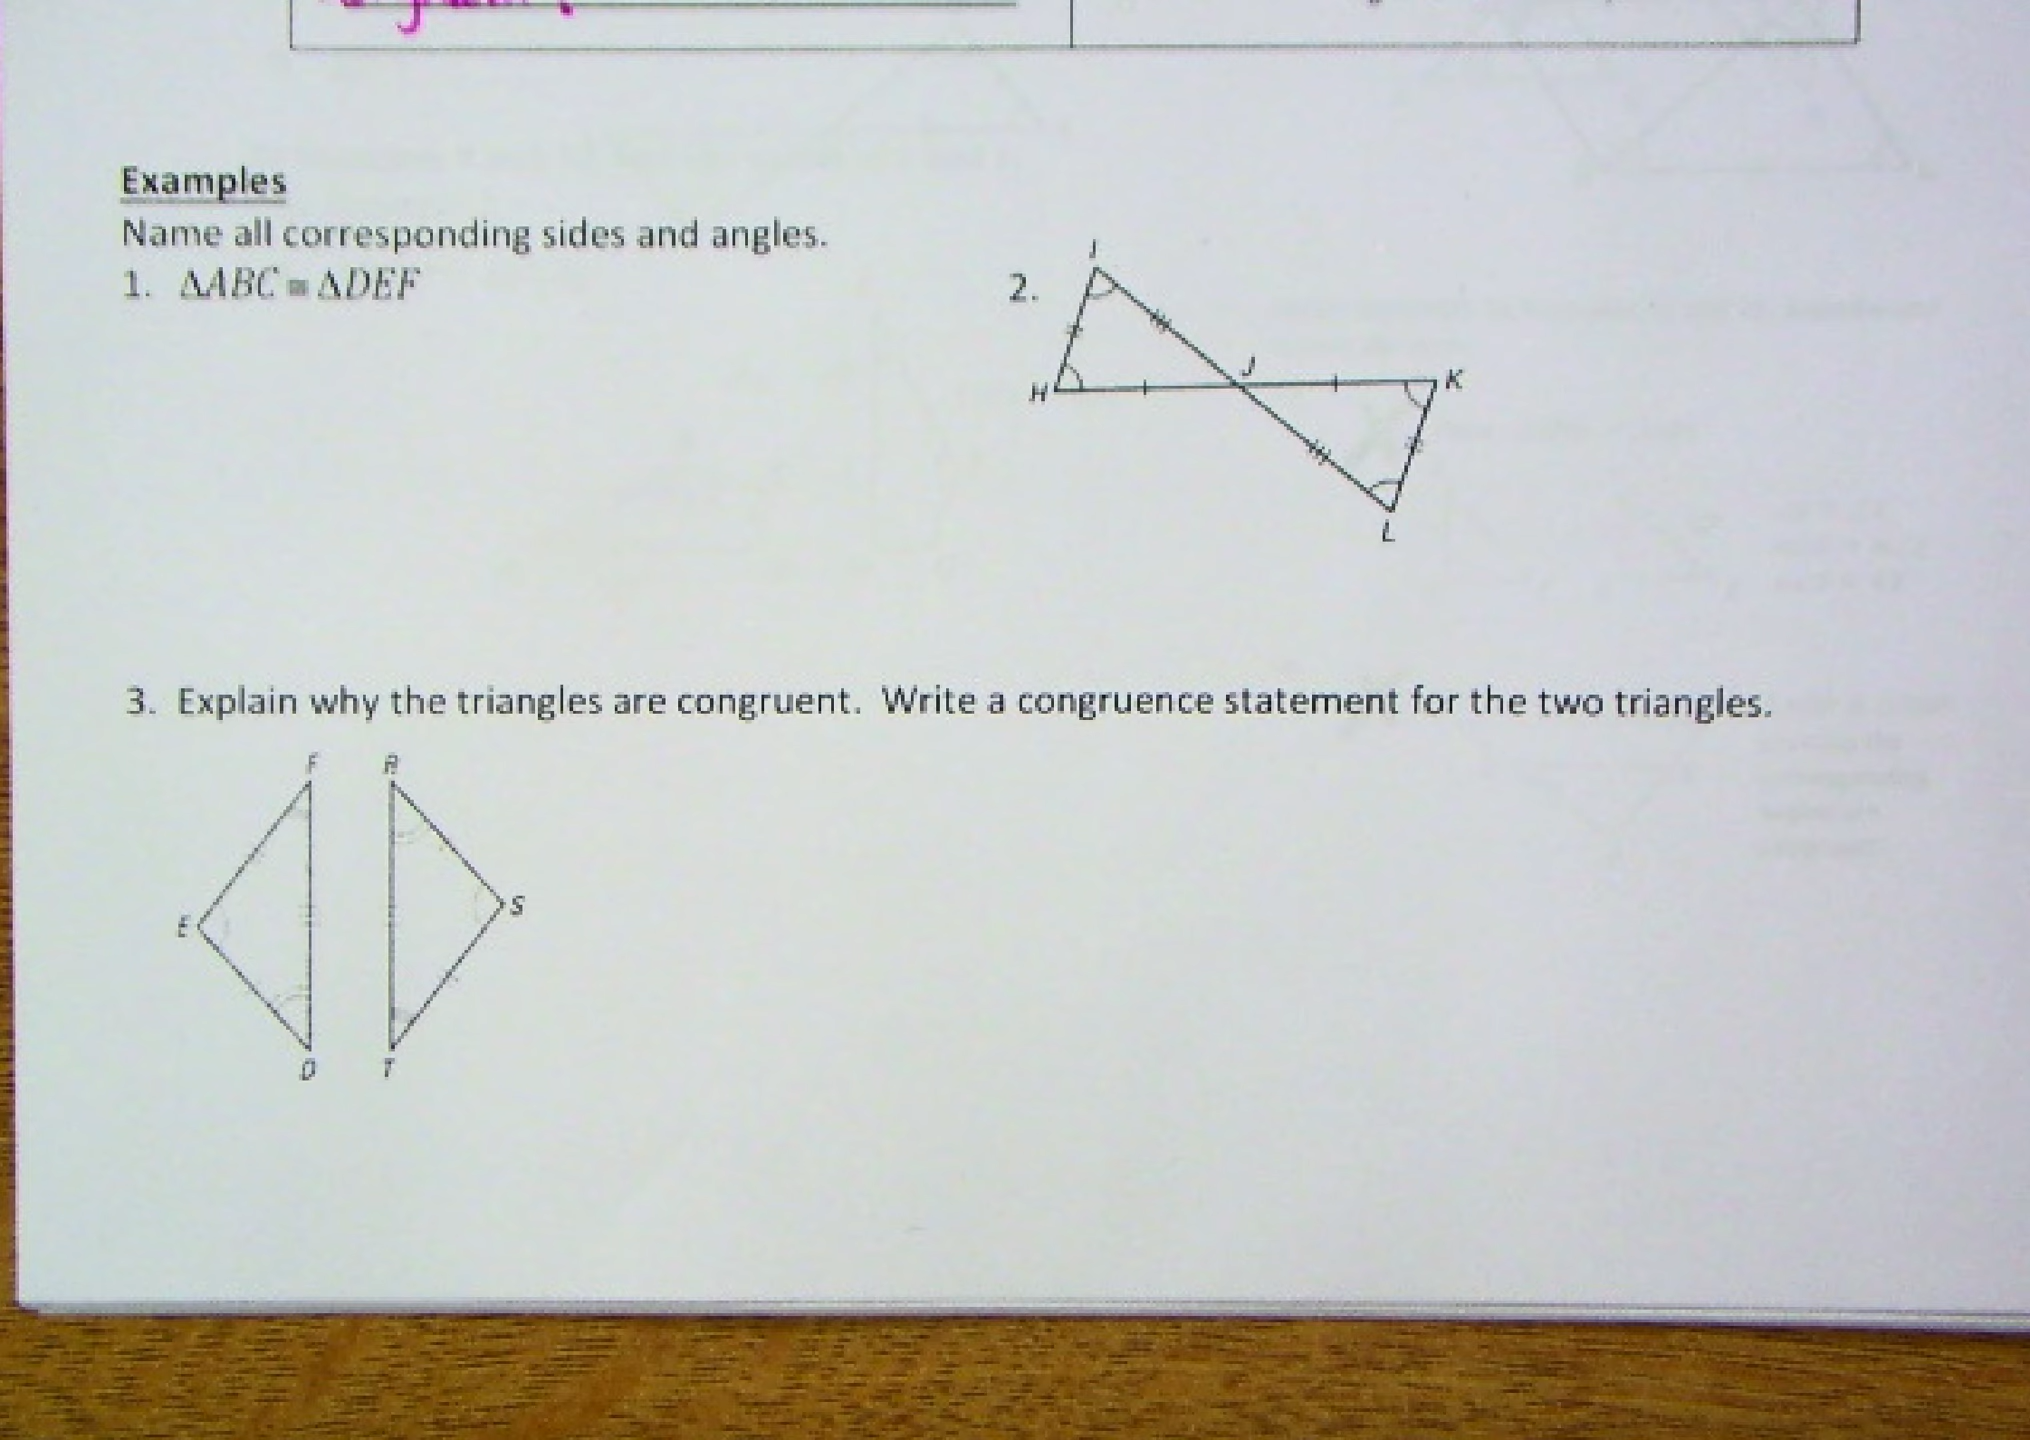 Examples
Name all corresponding sides and angles.
1. ΔABC ≅ ΔDEF
2.
I
J
H
K
L
3. Explain why the triangles are congruent. Write a congruence statement for the two triangles.
F R
E S
D T